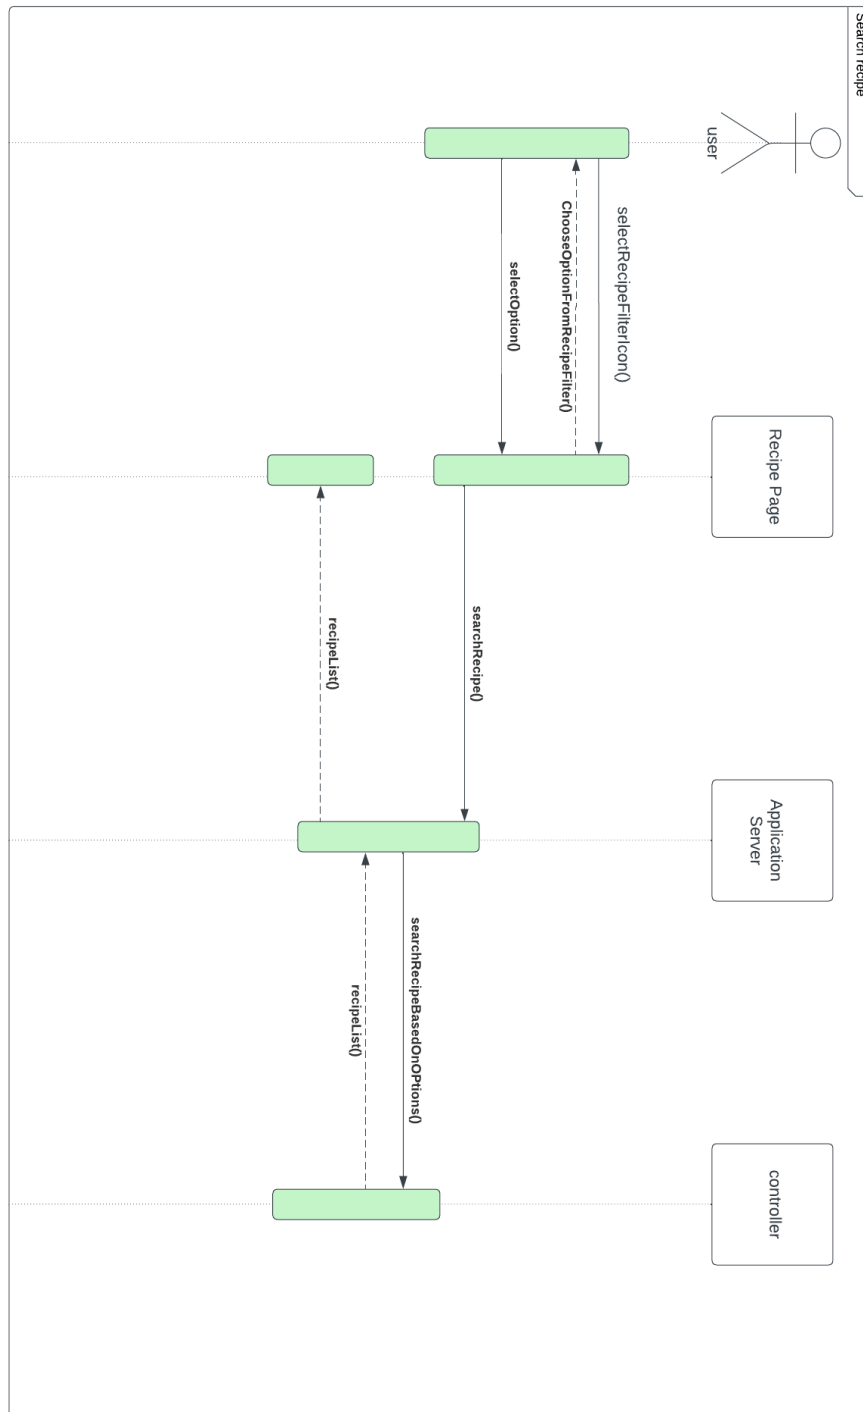 Search recipe
user
Recipe Page
Application
Server
controller
selectRecipeFilterIcon()
ChooseOptionFromRecipeFilter()
selectOption()
searchRecipe()
searchRecipeBasedOnOPtions()
recipeList()
recipeList()